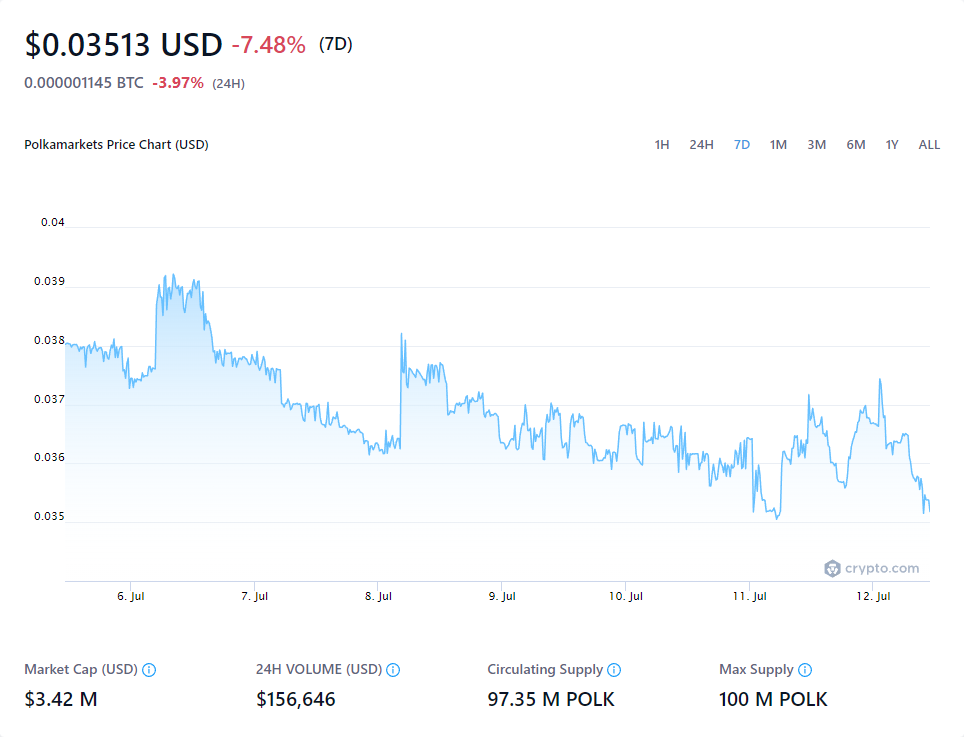 $0.03513 USD -7.48% (7D)
0.000001145 BTC -3.97% (24H)
Polkamarkets Price Chart (USD)
1H 24H 7D 1M 3M 6M 1Y ALL
0.04
0.039
0.038
0.037
0.036
0.035
crypto.com
6. Jul 7. Jul 8. Jul 9. Jul 10. Jul 11. Jul 12. Jul
Market Cap (USD) 24H VOLUME (USD) Circulating Supply Max Supply
$3.42 M $156,646 97.35 M POLK 100 M POLK